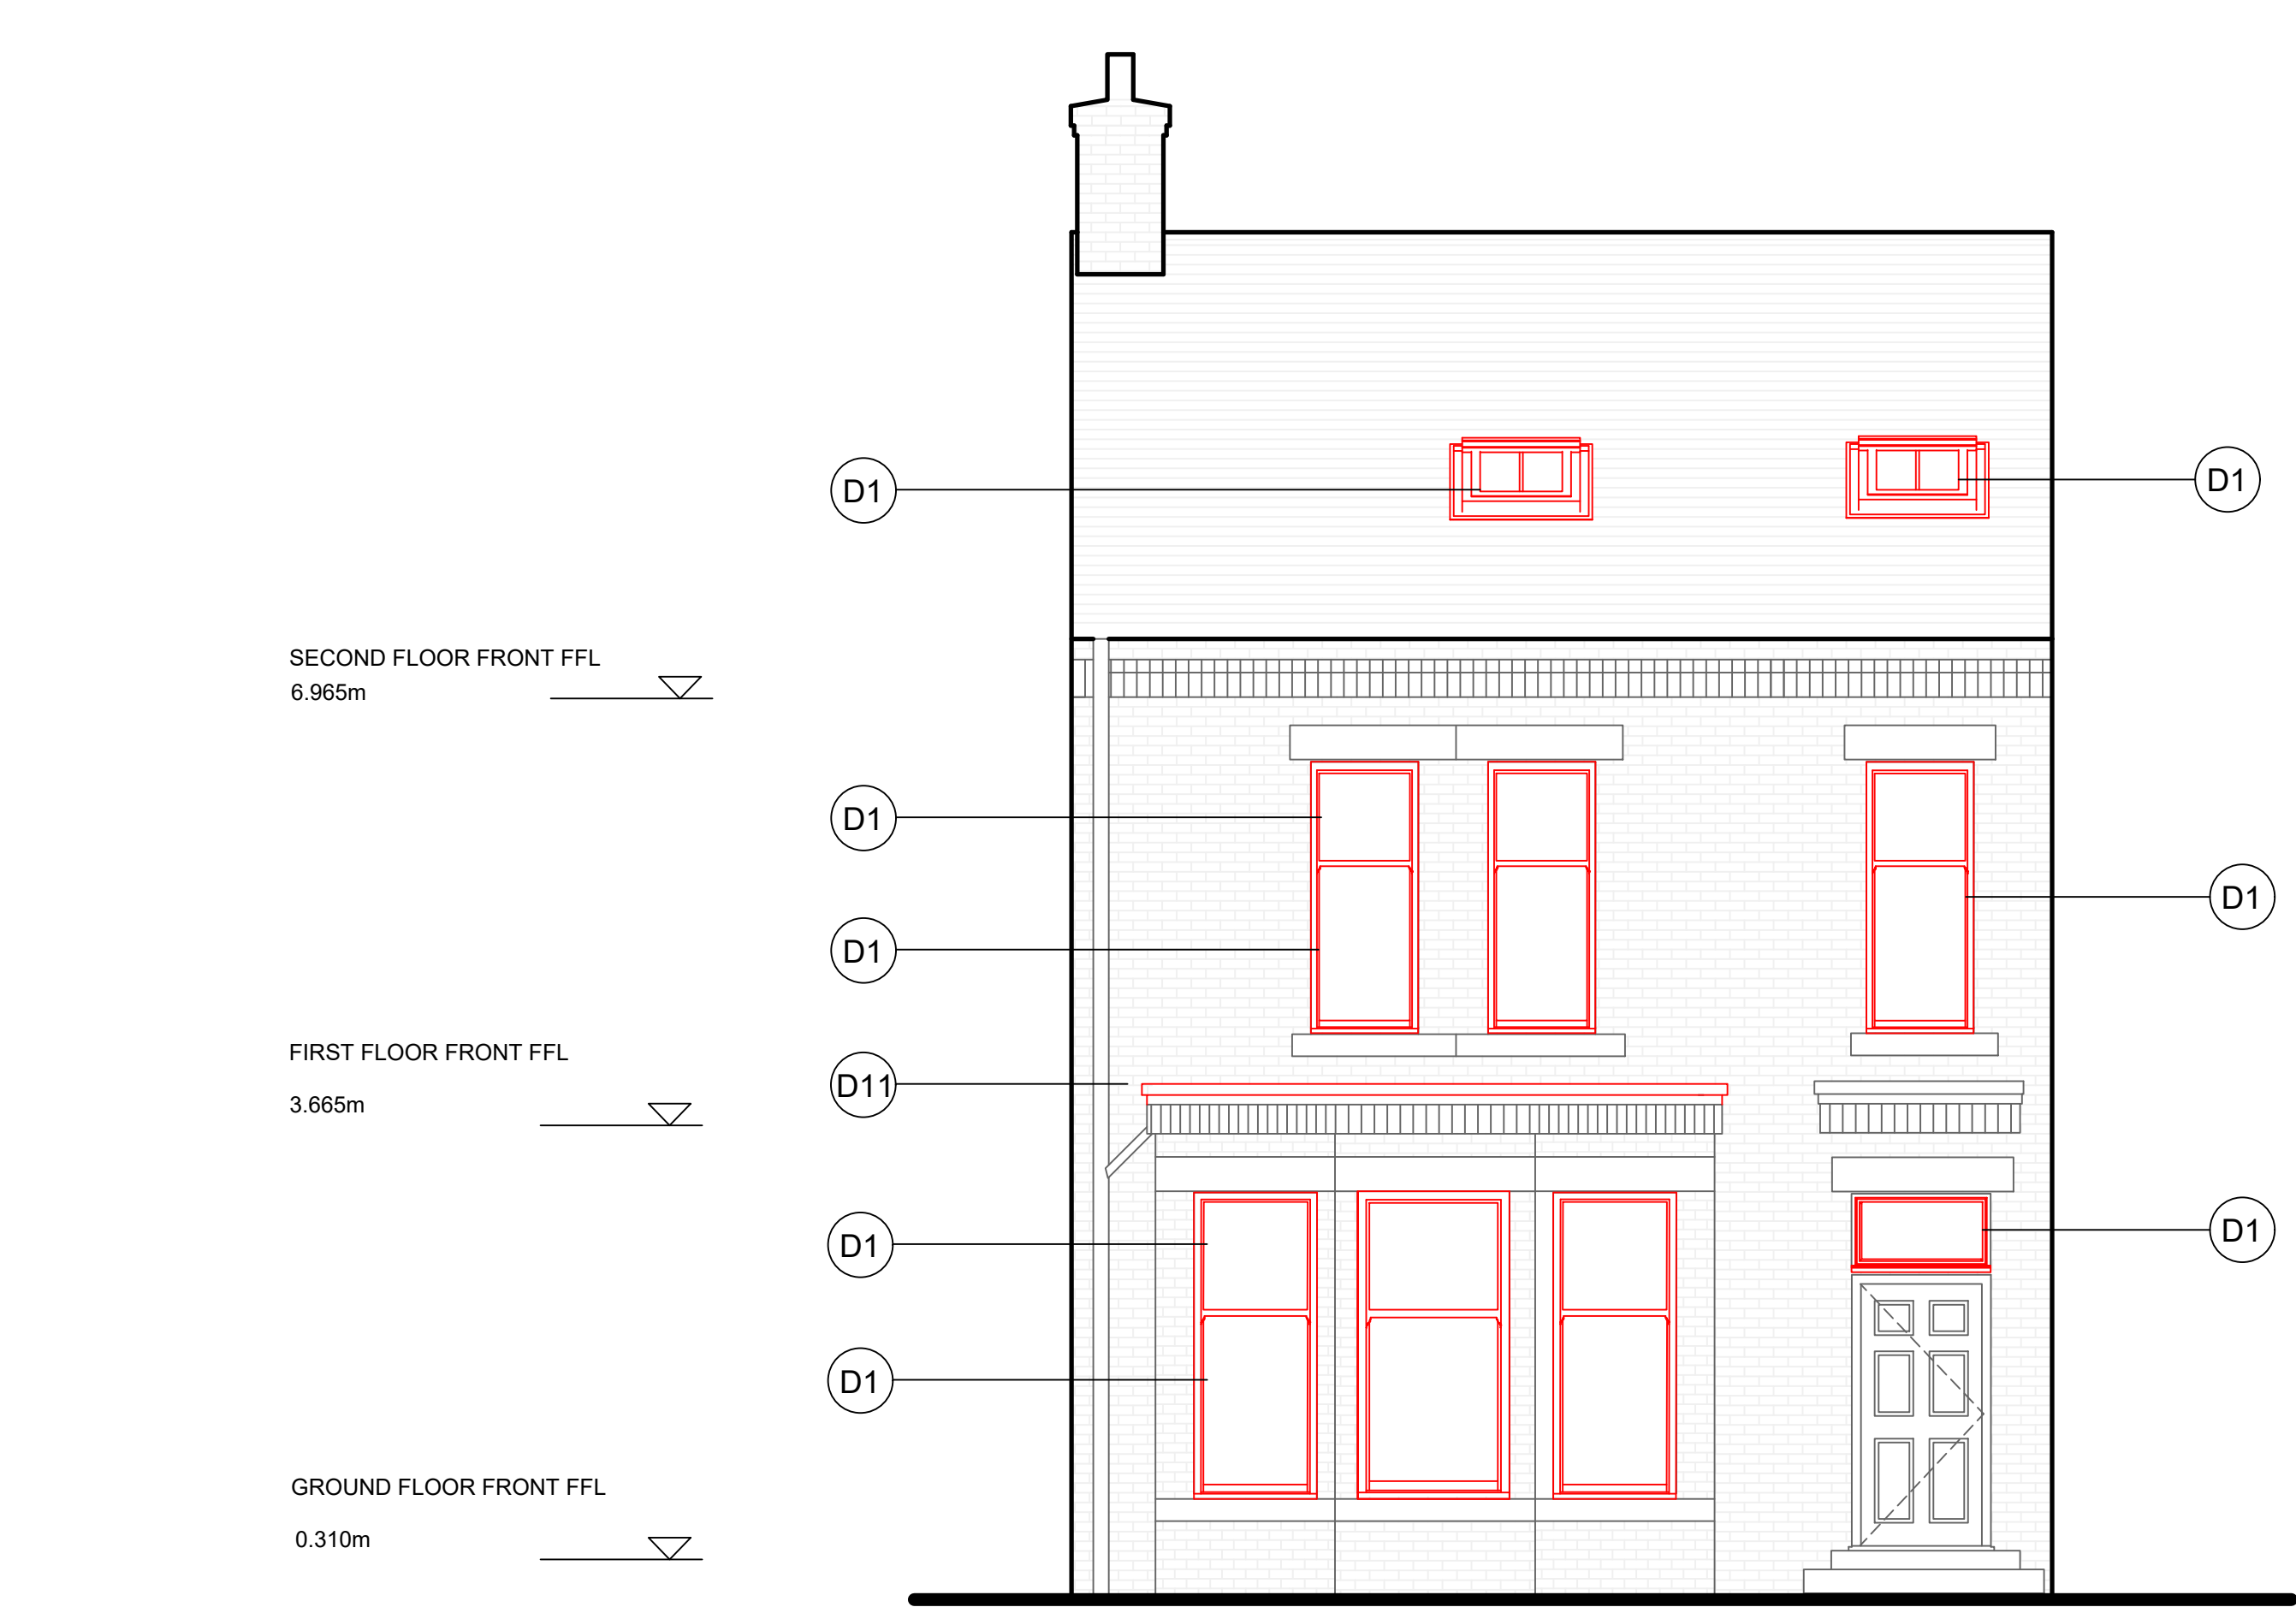 D1
D1
SECOND FLOOR FRONT FFL
6.965m
D1
D1
D1
FIRST FLOOR FRONT FFL
3.665m
D11
D1
D1
D1
GROUND FLOOR FRONT FFL
0.310m